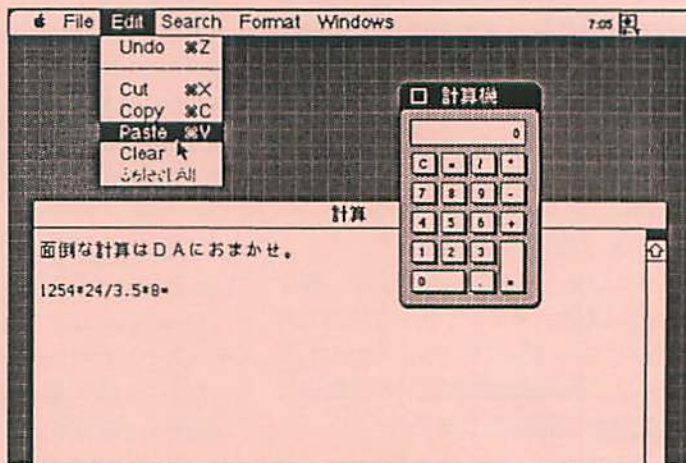 File Edit Search Format Windows 7:05
Undo ⌘Z
Cut ⌘X
Copy ⌘C
Paste ⌘V
Clear
Select All
計算機
0
C = / *
7 8 9 -
4 5 6 +
1 2 3
0 . =
計算
面倒な計算はDAにおまかせ。
1254*24/3.5*8=